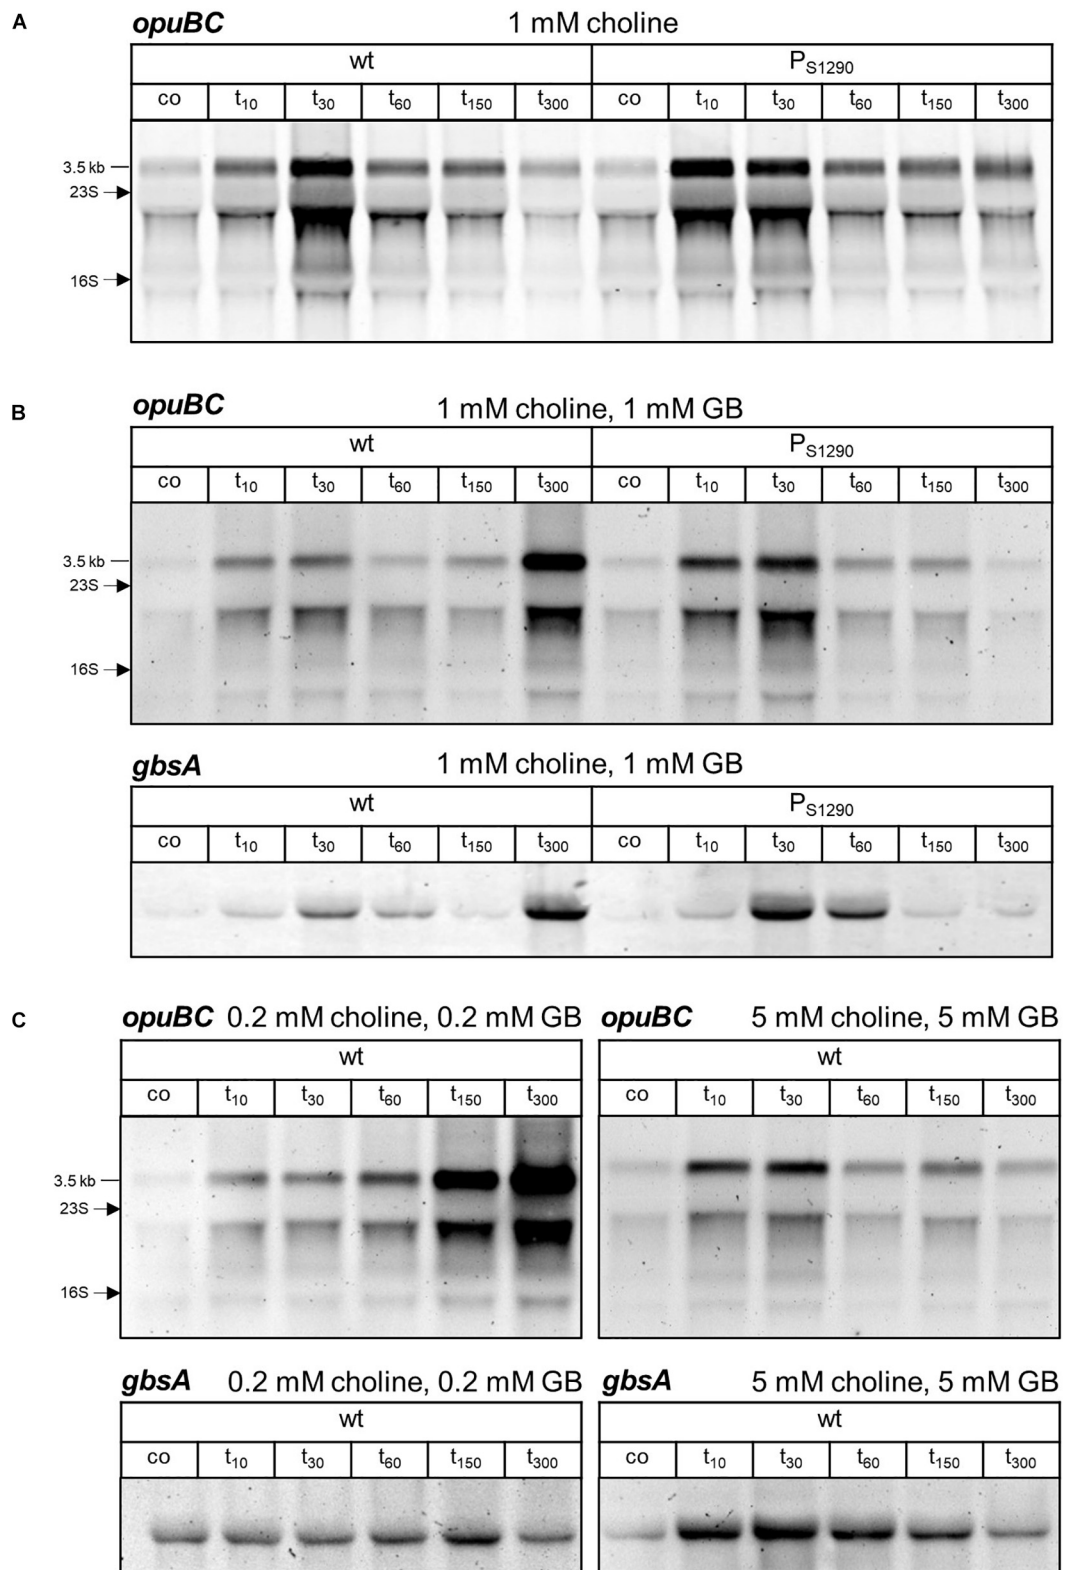 A opuBC 1 mM choline
wt P_S1290
co t10 t30 t60 t150 t300 co t10 t30 t60 t150 t300
3.5 kb
23S
16S
B opuBC 1 mM choline, 1 mM GB
wt P_S1290
co t10 t30 t60 t150 t300 co t10 t30 t60 t150 t300
3.5 kb
23S
16S
gbsA 1 mM choline, 1 mM GB
wt P_S1290
co t10 t30 t60 t150 t300 co t10 t30 t60 t150 t300
C opuBC 0.2 mM choline, 0.2 mM GB opuBC 5 mM choline, 5 mM GB
wt wt
co t10 t30 t60 t150 t300 co t10 t30 t60 t150 t300
3.5 kb
23S
16S
gbsA 0.2 mM choline, 0.2 mM GB gbsA 5 mM choline, 5 mM GB
wt wt
co t10 t30 t60 t150 t300 co t10 t30 t60 t150 t300